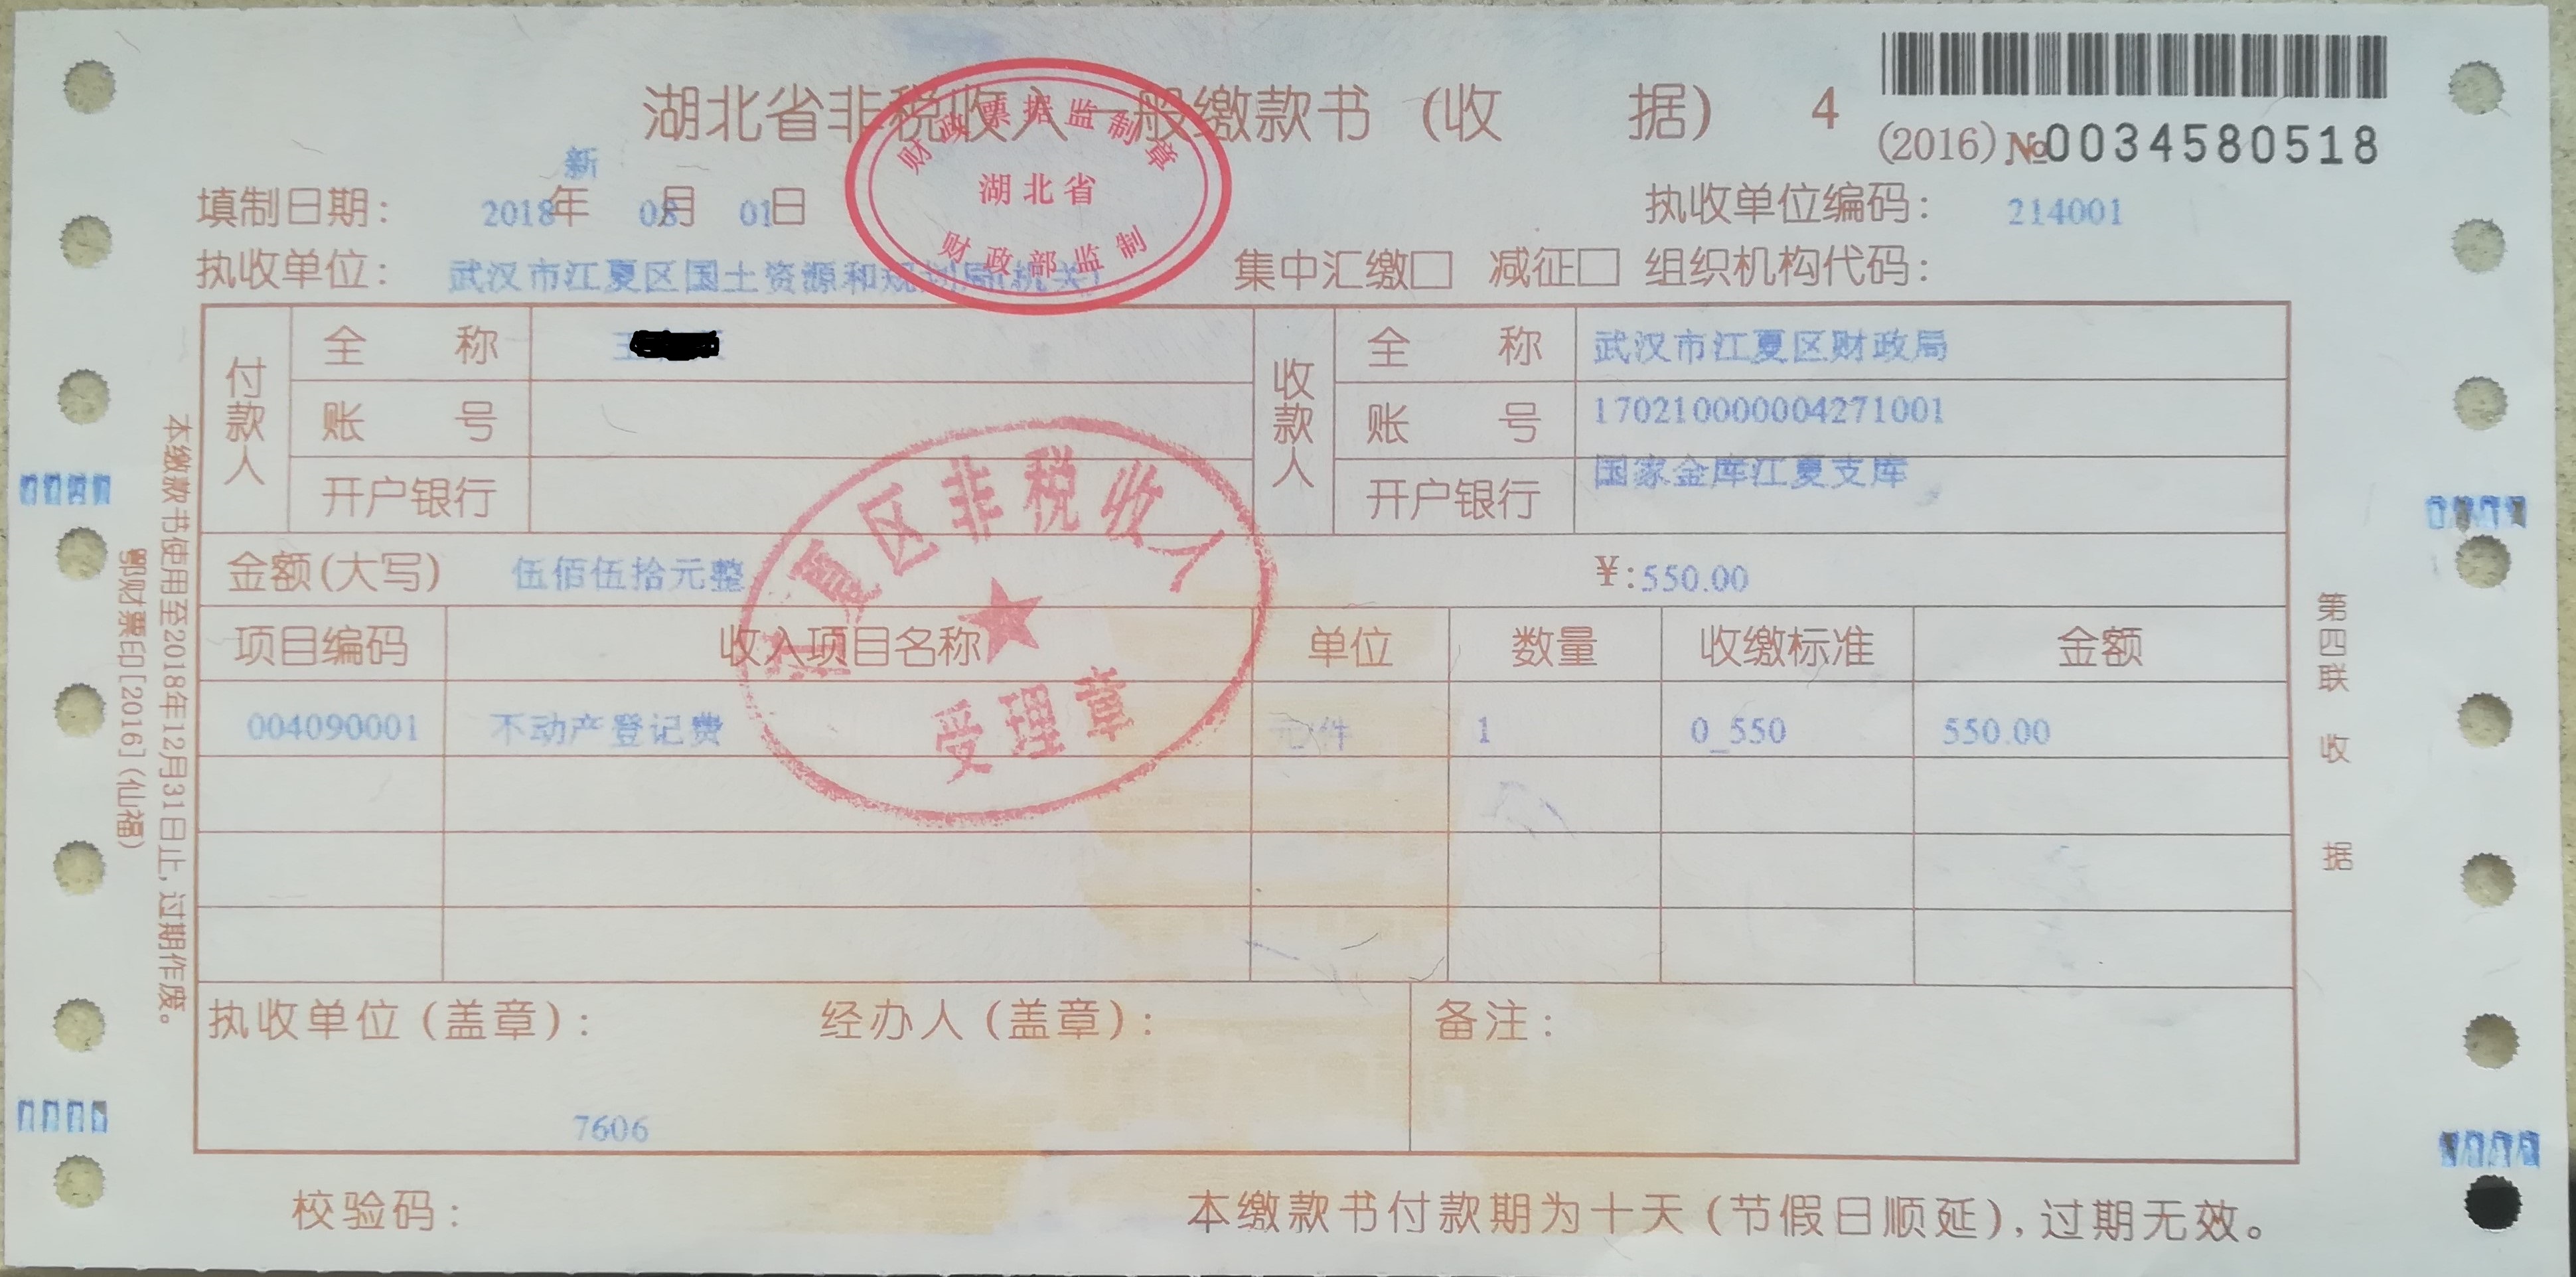 湖北省非税收入一般缴款书（收 据） 4
(2016) №0034580518
新
填制日期： 2018年 08月 01日
执收单位编码： 214001
执收单位： 武汉市江夏区国土资源和规划局(机关)
集中汇缴□ 减征□ 组织机构代码：
财政票据监制章
湖北省
财政部监制
付款人
全 称 王
账 号
开户银行
收款人
全 称 武汉市江夏区财政局
账 号 170210000004271001
开户银行 国家金库江夏支库
金额(大写) 伍佰伍拾元整 ¥:550.00
项目编码 收入项目名称 单位 数量 收缴标准 金额
004090001 不动产登记费 元/件 1 0_550 550.00
江夏区非税收入
受理章
执收单位（盖章）： 经办人（盖章）： 备注：
7606
校验码： 本缴款书付款期为十天（节假日顺延），过期无效。
本缴款书使用至2018年12月31日止，过期作废。
鄂财票印[2016]（仙福）
第四联 收 据